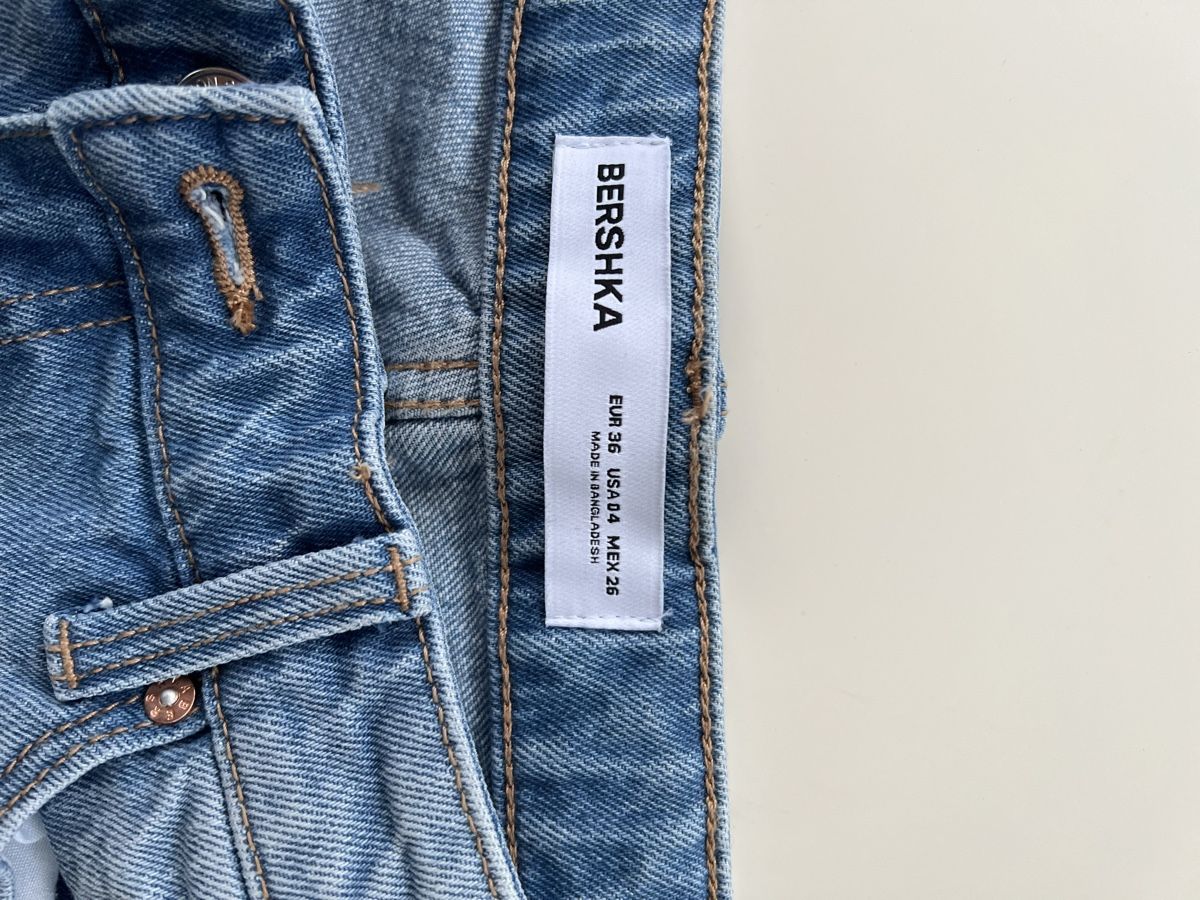 BERSHKA
EUR 36 USA 04 MEX 26
MADE IN BANGLADESH